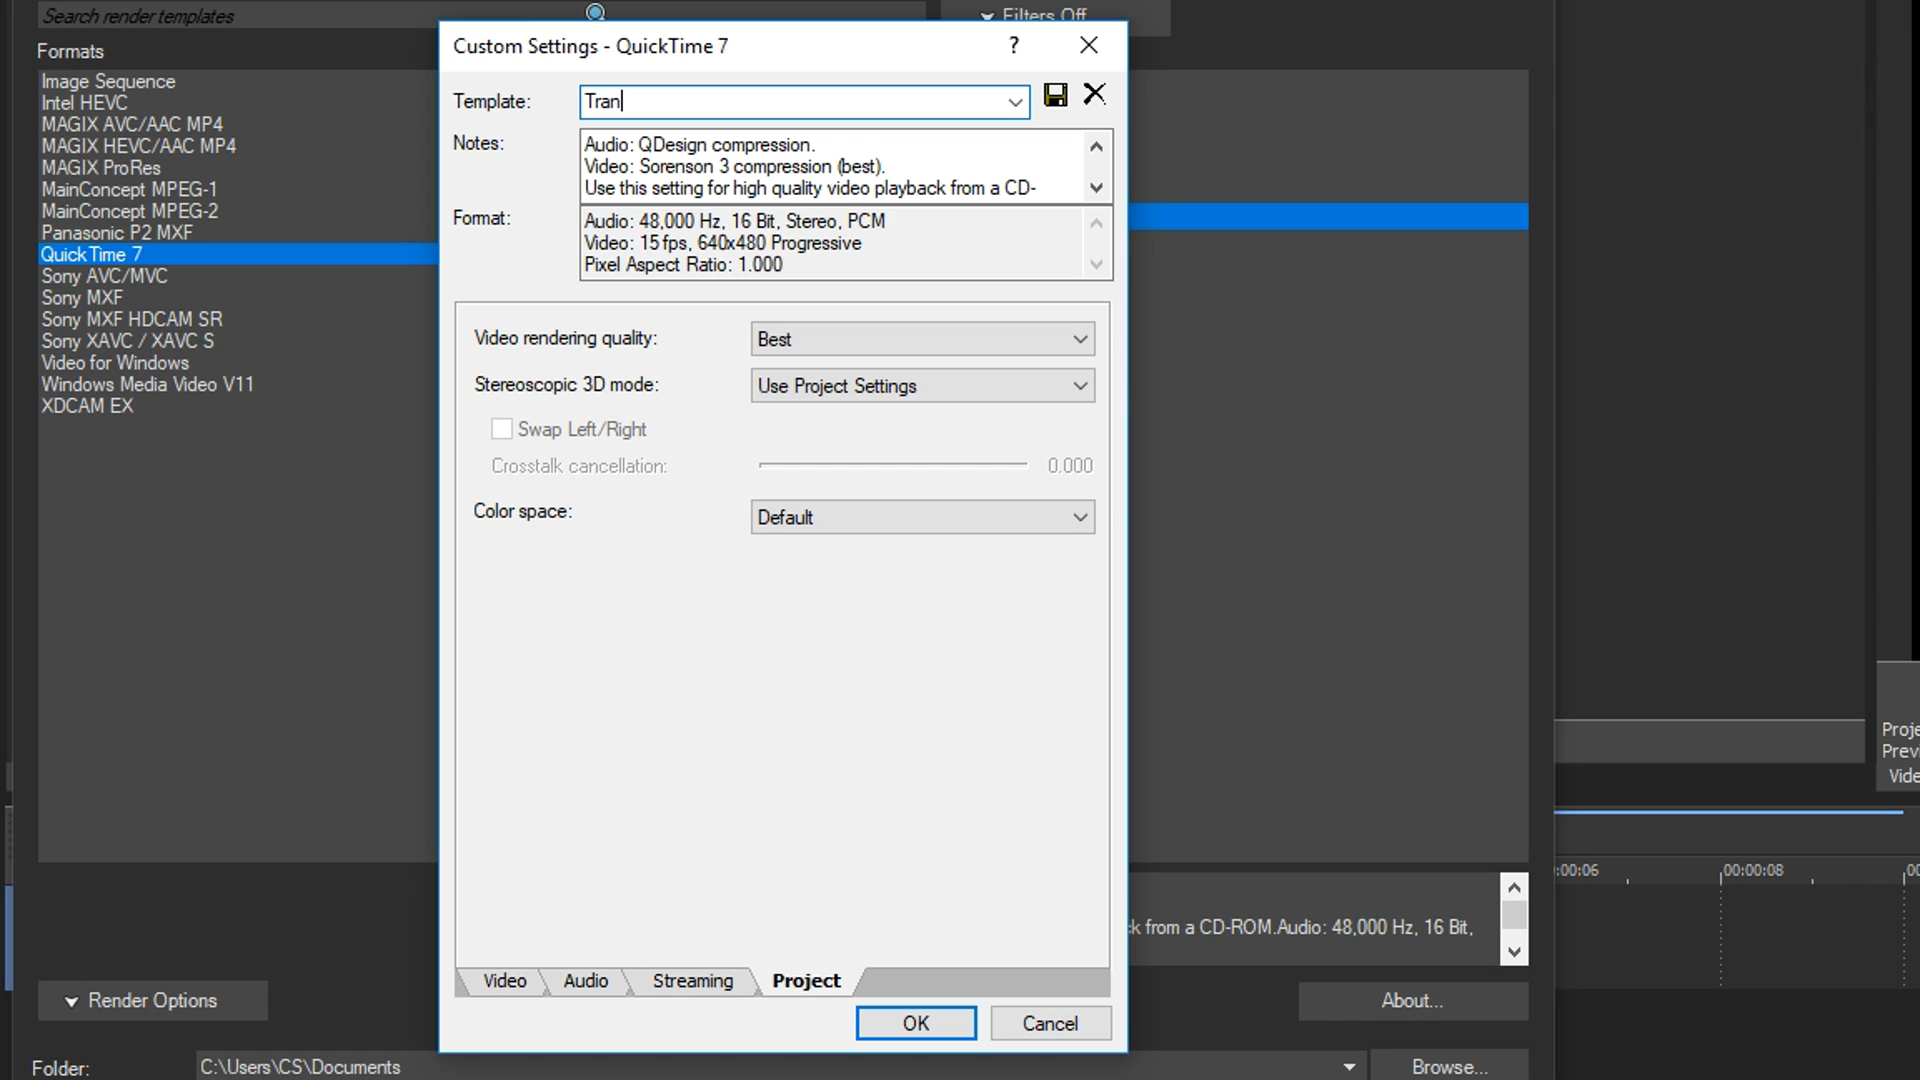 Search render templates
Filters Off
Formats
Image Sequence
Intel HEVC
MAGIX AVC/AAC MP4
MAGIX HEVC/AAC MP4
MAGIX ProRes
MainConcept MPEG-1
MainConcept MPEG-2
Panasonic P2 MXF
QuickTime 7
Sony AVC/MVC
Sony MXF
Sony MXF HDCAM SR
Sony XAVC / XAVC S
Video for Windows
Windows Media Video V11
XDCAM EX
Custom Settings - QuickTime 7
?
Template:
Tran
Notes:
Audio: QDesign compression.
Video: Sorenson 3 compression (best).
Use this setting for high quality video playback from a CD-
Format:
Audio: 48,000 Hz, 16 Bit, Stereo, PCM
Video: 15 fps, 640x480 Progressive
Pixel Aspect Ratio: 1.000
Video rendering quality:
Best
Stereoscopic 3D mode:
Use Project Settings
Swap Left/Right
Crosstalk cancellation:
0.000
Color space:
Default
Video
Audio
Streaming
Project
OK
Cancel
from a CD-ROM.Audio: 48,000 Hz, 16 Bit,
Render Options
About...
Folder:
C:\Users\CS\Documents
Browse...
Proje
Previ
Vide
:00:06
00:00:08
00